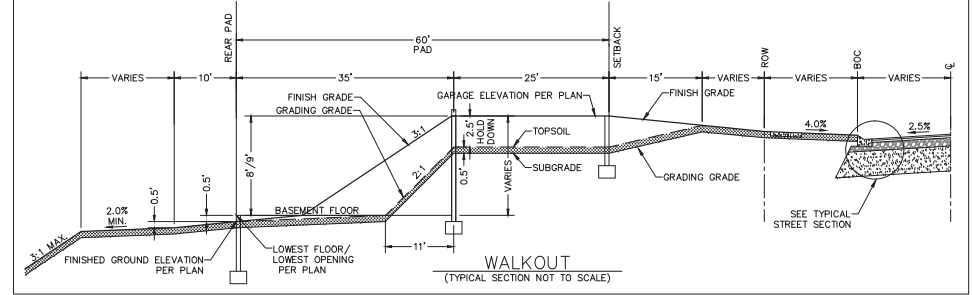 REAR PAD
60'
PAD
SETBACK
ROW
BOC
℄
VARIES
10'
35'
25'
15'
VARIES
VARIES
VARIES
FINISH GRADE
GRADING GRADE
GARAGE ELEVATION PER PLAN
FINISH GRADE
3:1
2.5'
HOLD
DOWN
TOPSOIL
4.0%
2.5%
8'/9'
2:1
0.5'
SUBGRADE
VARIES
GRADING GRADE
0.5'
0.5'
2.0%
MIN.
BASEMENT FLOOR
SEE TYPICAL
STREET SECTION
3:1 MAX.
11'
FINISHED GROUND ELEVATION
PER PLAN
LOWEST FLOOR/
LOWEST OPENING
PER PLAN
WALKOUT
(TYPICAL SECTION NOT TO SCALE)